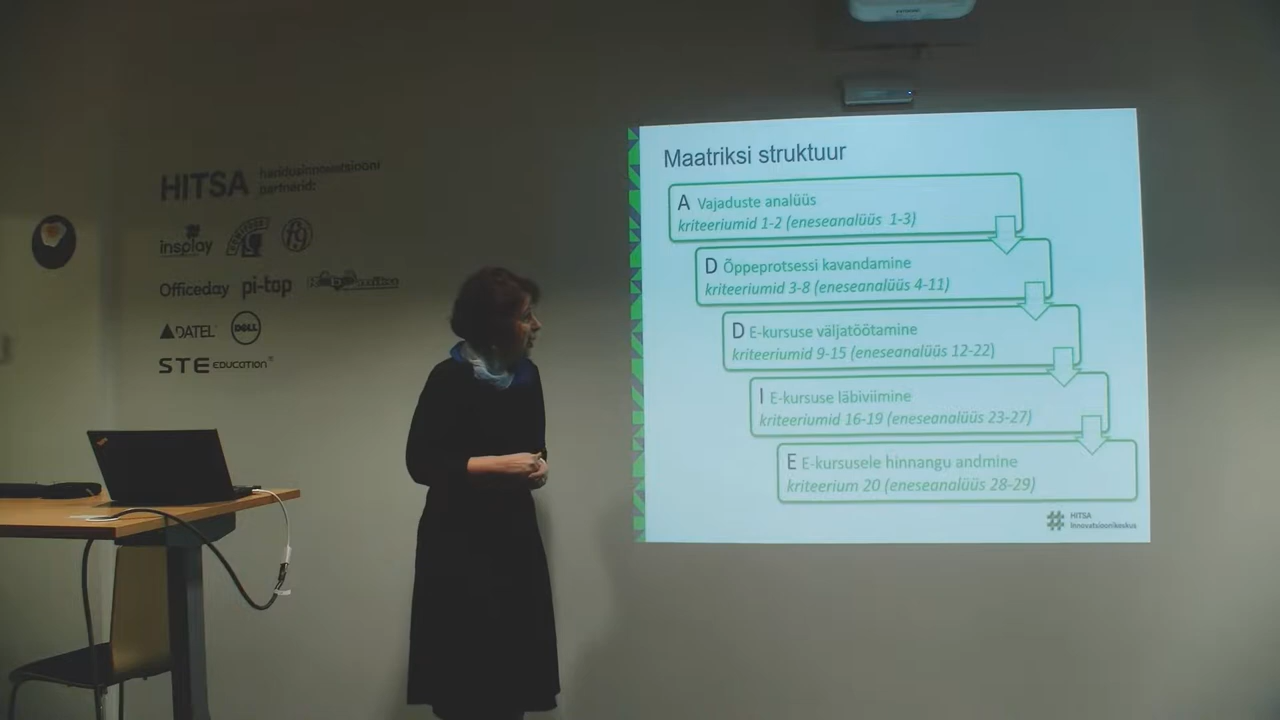 HITSA haridusinnovatsiooni
partnerid:
insplay
Officeday pi-top
DATEL DELL
STE EDUCATION
Maatriksi struktuur
A Vajaduste analüüs
kriteeriumid 1-2 (eneseanalüüs 1-3)
D Õppeprotsessi kavandamine
kriteeriumid 3-8 (eneseanalüüs 4-11)
D E-kursuse väljatöötamine
kriteeriumid 9-15 (eneseanalüüs 12-22)
I E-kursuse läbiviimine
kriteeriumid 16-19 (eneseanalüüs 23-27)
E E-kursusele hinnangu andmine
kriteerium 20 (eneseanalüüs 28-29)
HITSA
Innovatsioonikeskus